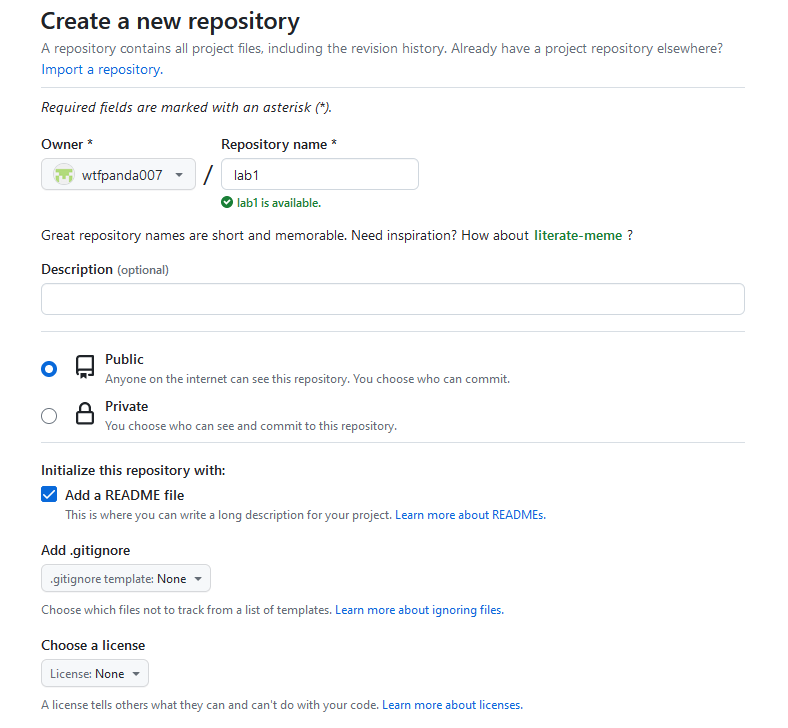 Create a new repository
A repository contains all project files, including the revision history. Already have a project repository elsewhere?
Import a repository.
Required fields are marked with an asterisk (*).
Owner * Repository name *
wtfpanda007 / lab1
lab1 is available.
Great repository names are short and memorable. Need inspiration? How about literate-meme ?
Description (optional)
Public
Anyone on the internet can see this repository. You choose who can commit.
Private
You choose who can see and commit to this repository.
Initialize this repository with:
Add a README file
This is where you can write a long description for your project. Learn more about READMEs.
Add .gitignore
.gitignore template: None
Choose which files not to track from a list of templates. Learn more about ignoring files.
Choose a license
License: None
A license tells others what they can and can't do with your code. Learn more about licenses.